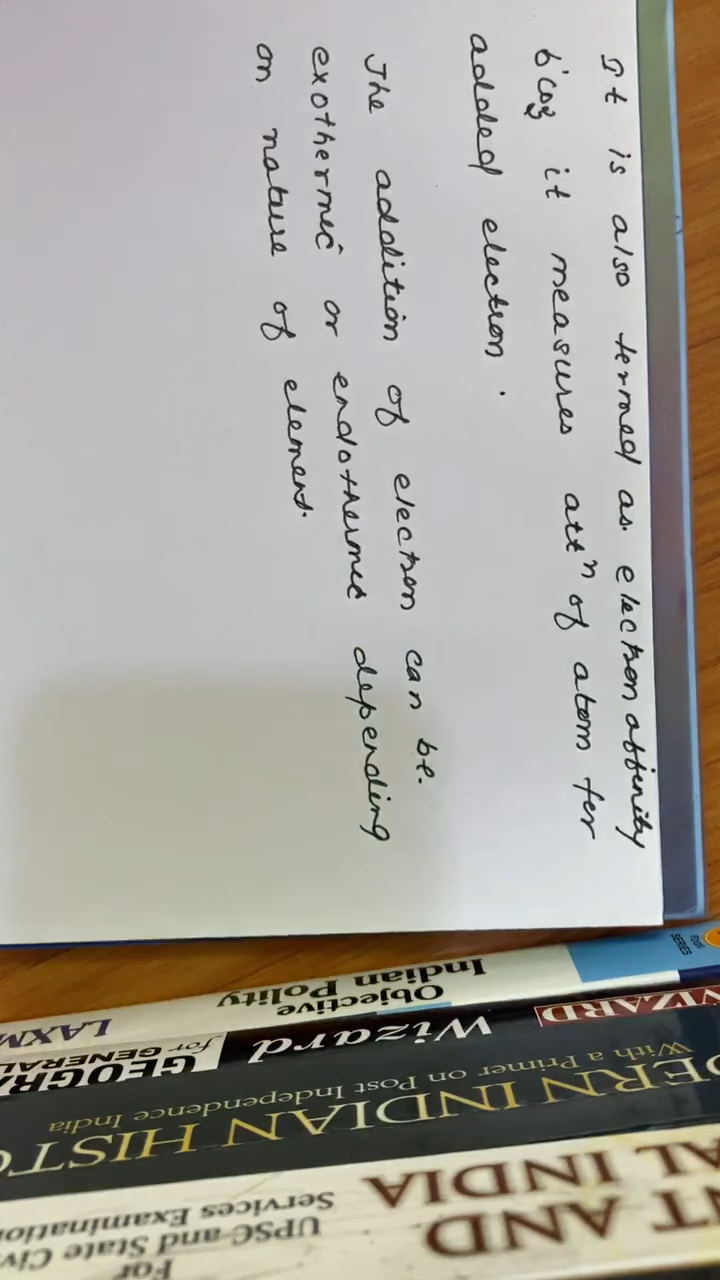 It is also termed as electron affinity
b'coz it measures attⁿ of atom for
added electron.
The addition of electron can be.
exothermic or endothermic depending
on nature of element.
SERIES
Objective
Indian Polity
LAXM
WIZARD
Wizard
for GENERAL
GEOGRA
DERN INDIAN HISTO
With a Primer on Post Independence India
NT AND
AL INDIA
For
UPSC and State Civ
Services Examination